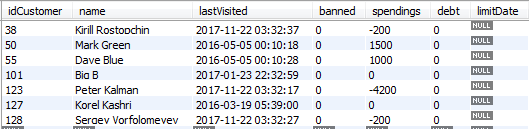 idCustomer name lastVisited banned spendings debt limitDate
38 Kirill Rostopchin 2017-11-22 03:32:37 0 -200 0 NULL
50 Mark Green 2016-05-05 00:10:18 0 1500 0 NULL
55 Dave Blue 2016-05-05 00:10:28 0 1000 0 NULL
101 Big B 2017-01-23 22:32:59 0 0 0 NULL
123 Peter Kalman 2017-11-22 03:32:17 0 -4200 0 NULL
127 Korel Kashri 2016-03-19 05:39:00 0 0 0 NULL
128 Sergey Vorfolomeyev 2017-11-22 03:32:27 0 -200 0 NULL